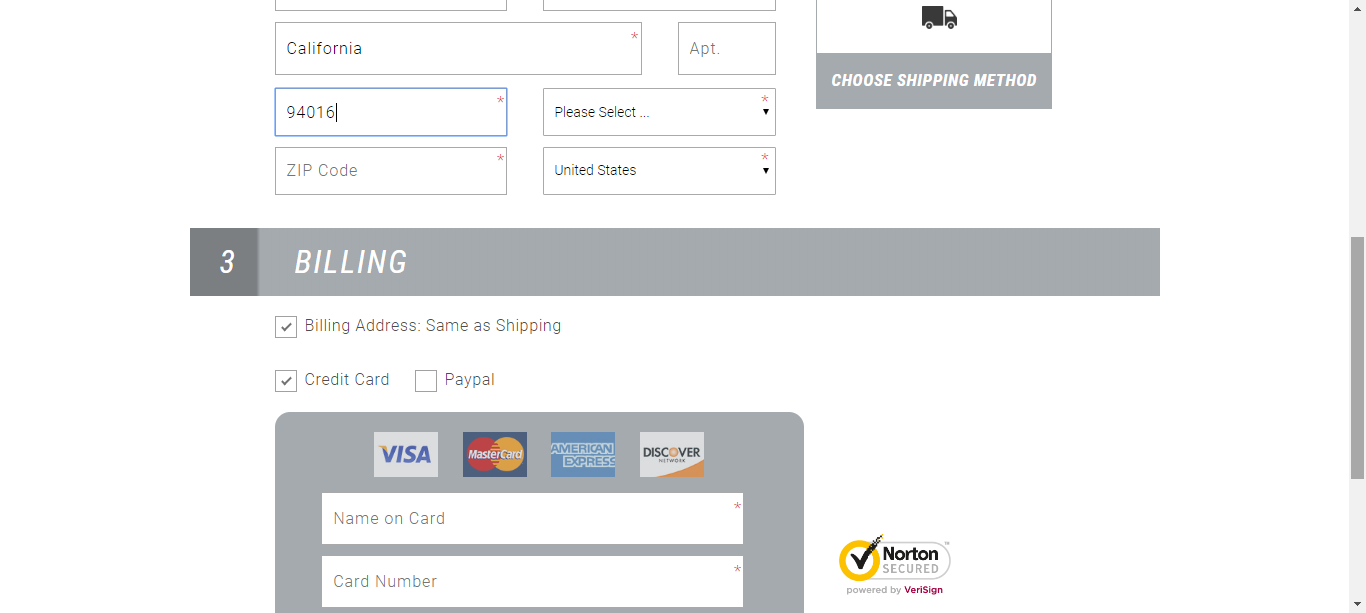 California *
Apt.
CHOOSE SHIPPING METHOD
94016 *
Please Select ... *
ZIP Code *
United States *
3 BILLING
Billing Address: Same as Shipping
Credit Card Paypal
VISA MasterCard AMERICAN EXPRESS DISCOVER NETWORK
Name on Card *
Card Number *
Norton
SECURED
powered by VeriSign